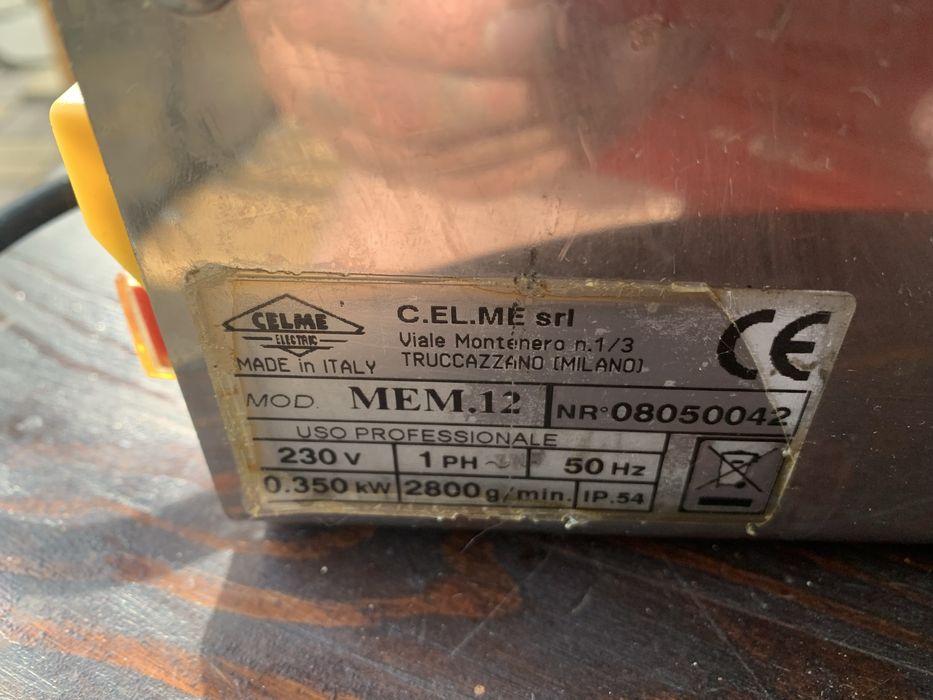 CELME
ELECTRIC
MADE in ITALY
C.EL.ME srl
Viale Montenero n.1/3
TRUCCAZZANO (MILANO)
CE
MOD. MEM.12 NR°08050042
USO PROFESSIONALE
230 V 1 PH ~ 50 Hz
0.350 kW 2800 g/min. IP.54